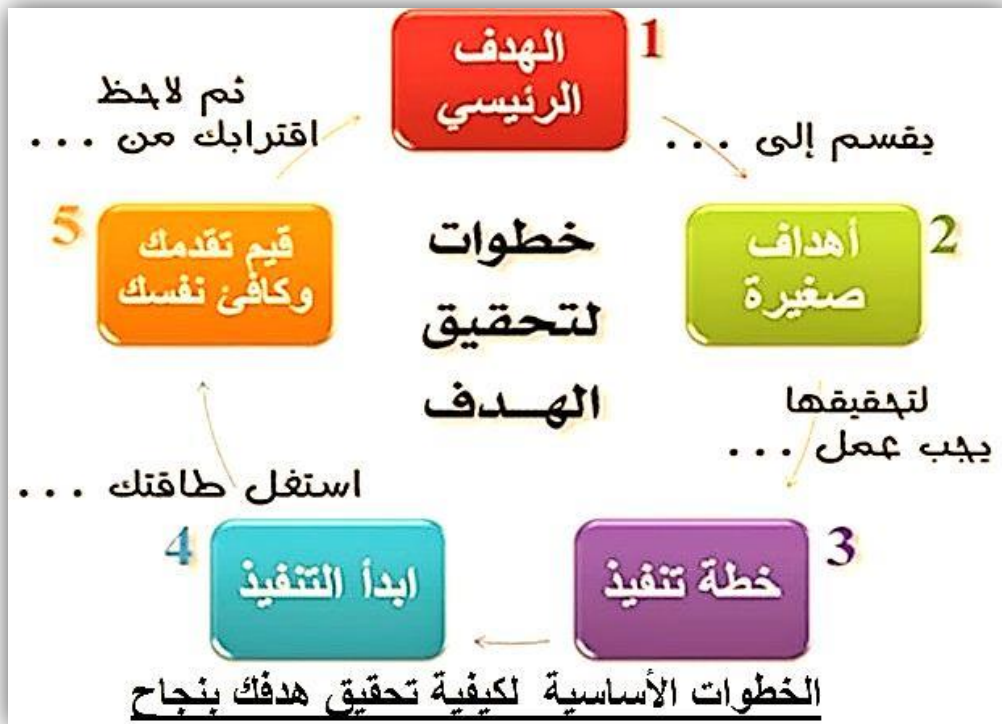 1
الهدف
الرئيسي
يقسم إلى ...
2
أهداف
صغيرة
لتحقيقها
يجب عمل ...
3
خطة تنفيذ
4
ابدأ التنفيذ
استغل طاقتك ...
5
قيم تقدمك
وكافئ نفسك
ثم لاحظ
اقترابك من ...
خطوات
لتحقيق
الهــدف
الخطوات الأساسية لكيفية تحقيق هدفك بنجاح